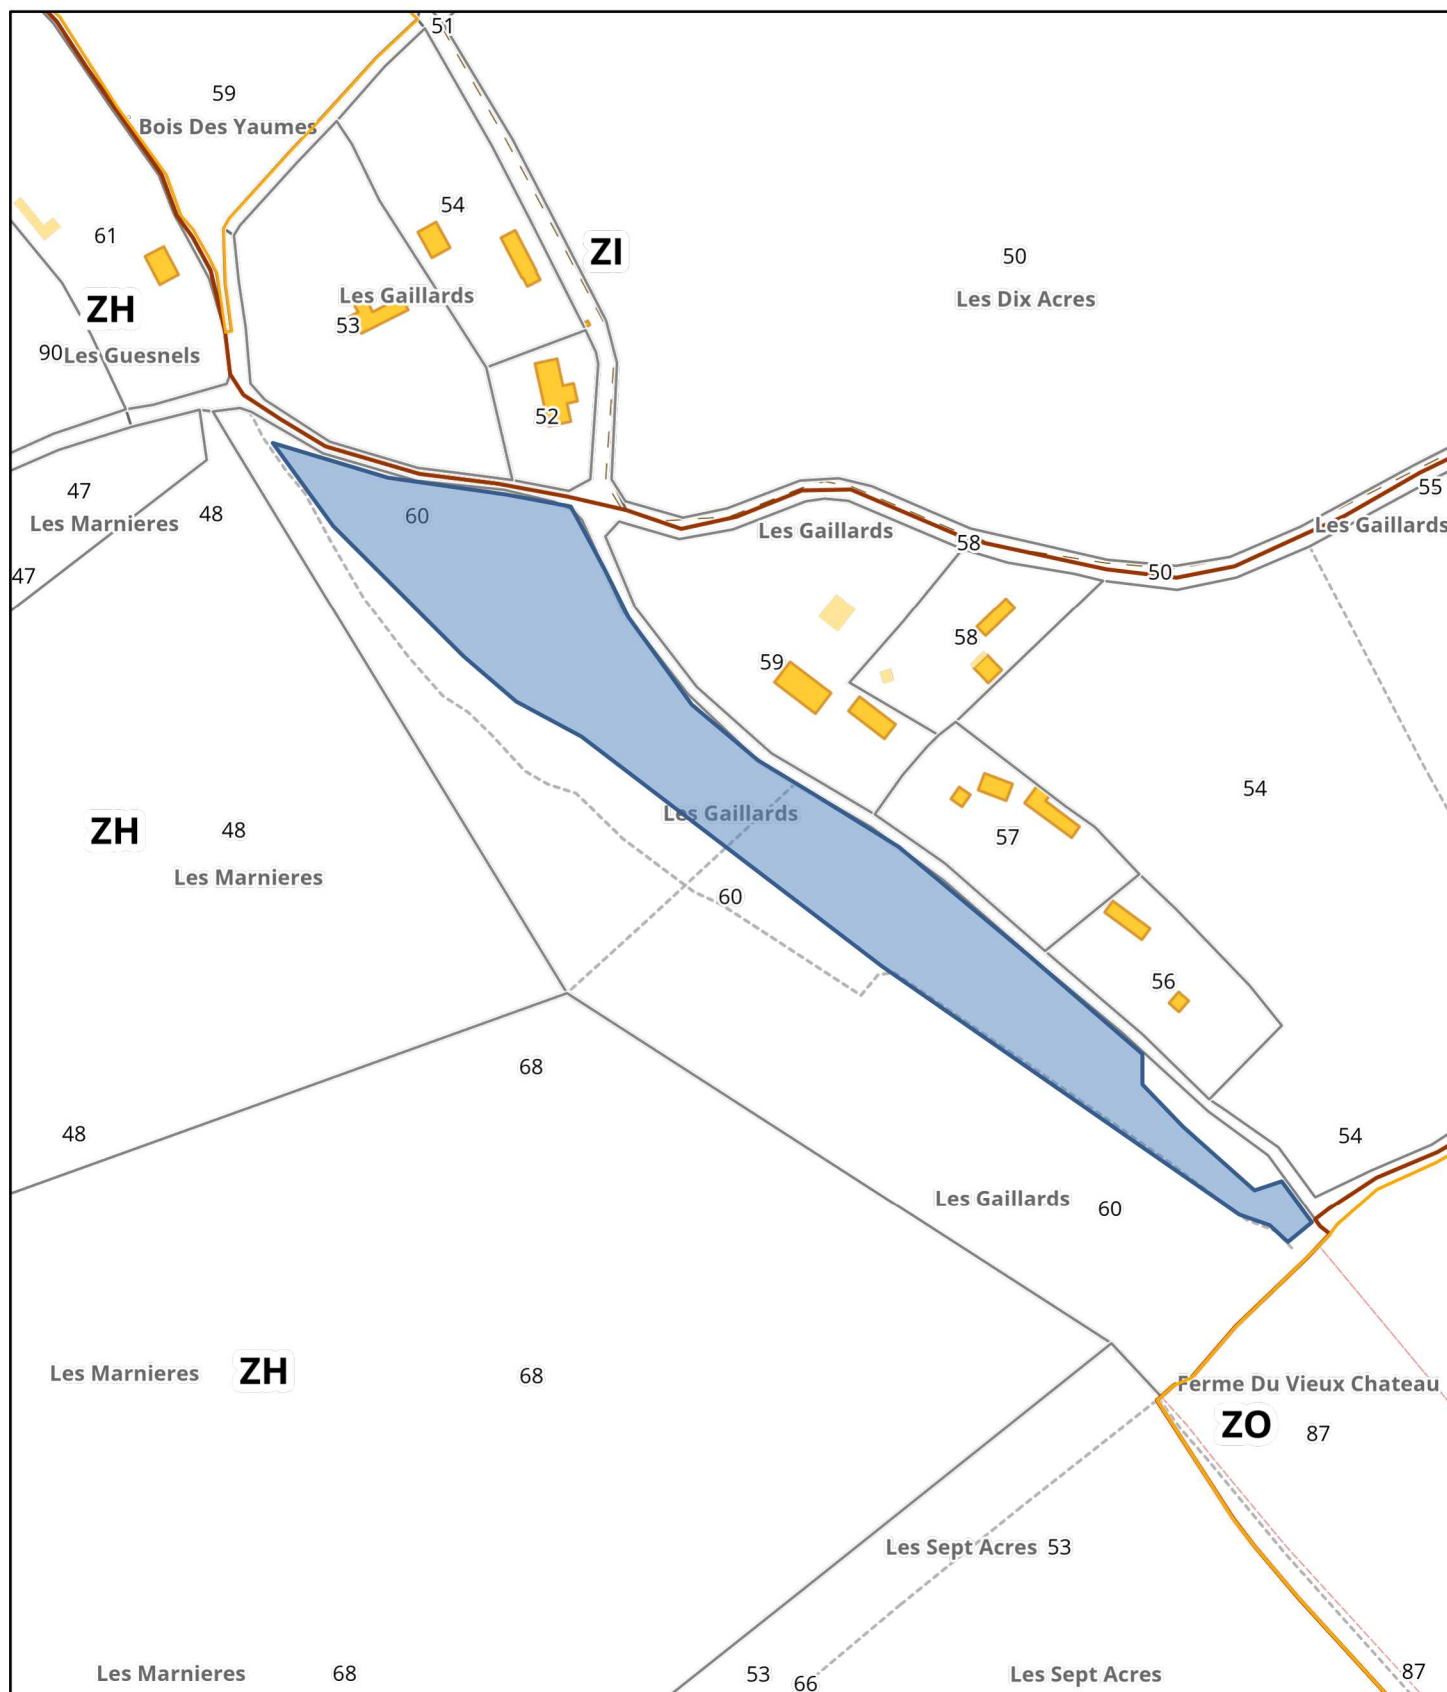 51
59
Bois Des Yaumes
54
61
ZI
50
Les Dix Acres
ZH
Les Gaillards
53
90
Les Guesnels
52
47
Les Marnieres
48
60
55
Les Gaillards
Les Gaillards
58
50
47
58
59
54
Les Gaillards
ZH
48
57
Les Marnieres
60
56
68
48
54
Les Gaillards
60
Les Marnieres
ZH
68
Ferme Du Vieux Chateau
ZO
87
Les Sept Acres
53
Les Marnieres
68
53
66
Les Sept Acres
87